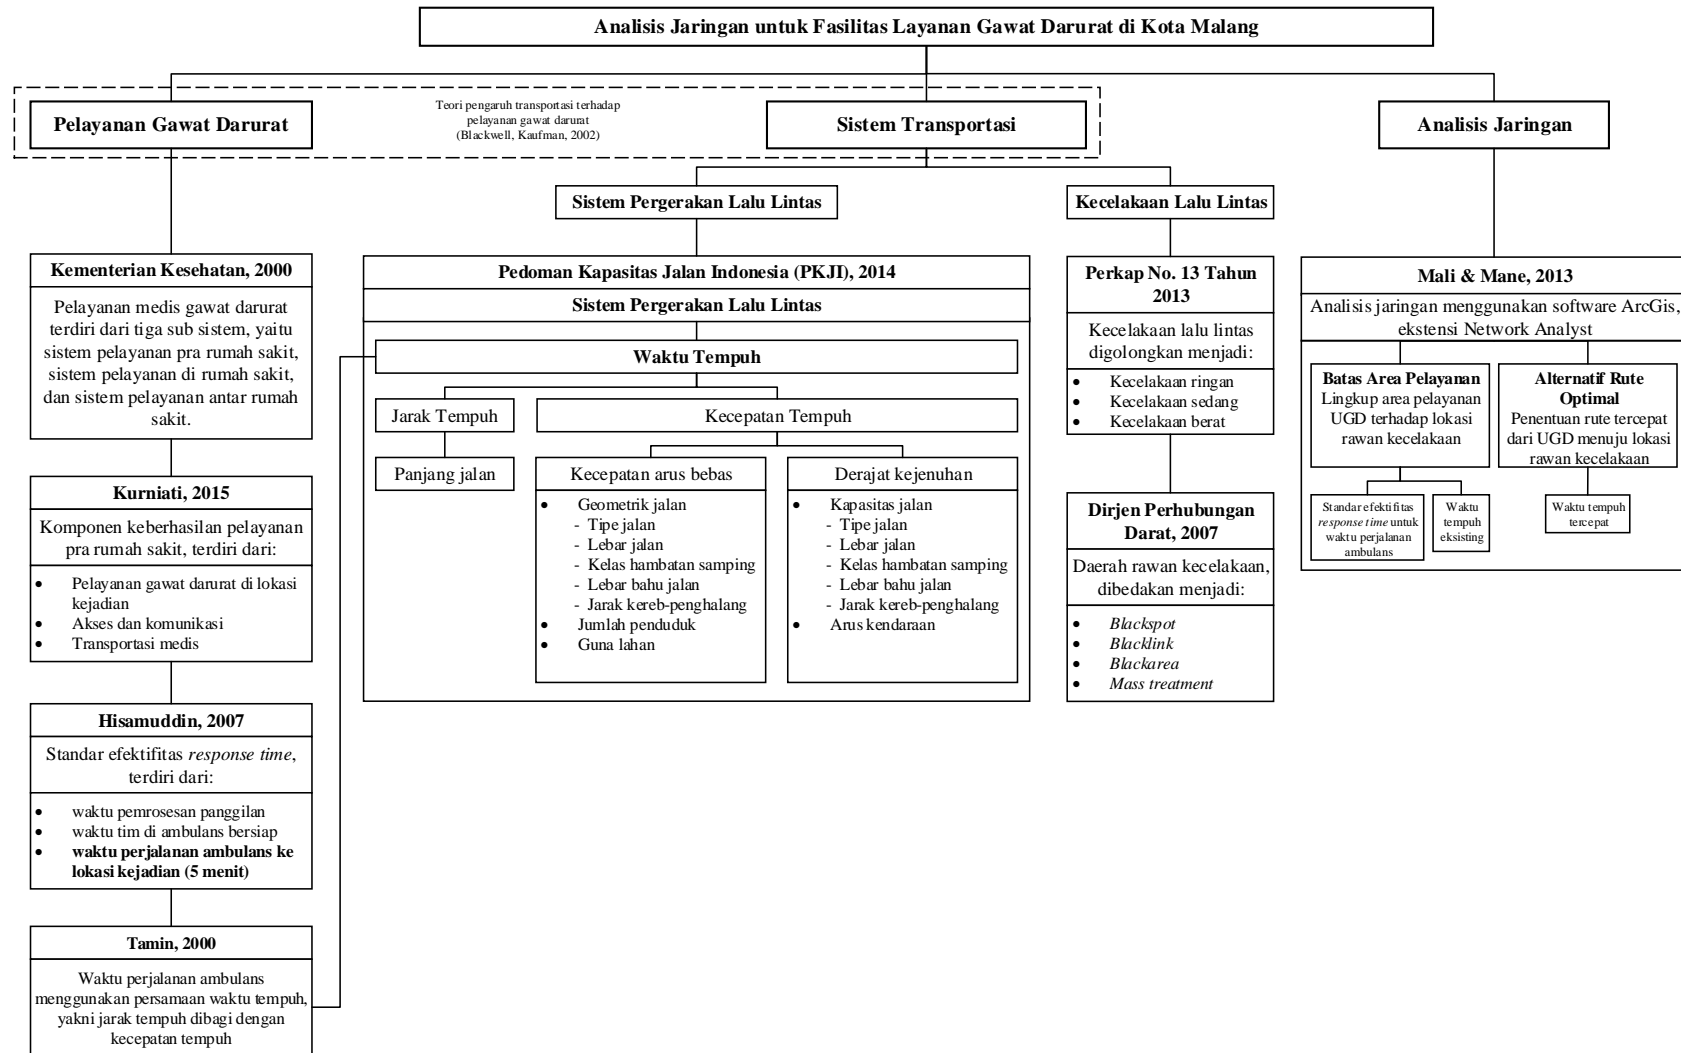 Analisis Jaringan untuk Fasilitas Layanan Gawat Darurat di Kota Malang
Pelayanan Gawat Darurat
Teori pengaruh transportasi terhadap
pelayanan gawat darurat
(Blackwell, Kaufman, 2002)
Sistem Transportasi
Analisis Jaringan
Sistem Pergerakan Lalu Lintas
Kecelakaan Lalu Lintas
Kementerian Kesehatan, 2000
Pelayanan medis gawat darurat
terdiri dari tiga sub sistem, yaitu
sistem pelayanan pra rumah sakit,
sistem pelayanan di rumah sakit,
dan sistem pelayanan antar rumah
sakit.
Kurniati, 2015
Komponen keberhasilan pelayanan
pra rumah sakit, terdiri dari:
• Pelayanan gawat darurat di lokasi
kejadian
• Akses dan komunikasi
• Transportasi medis
Hisamuddin, 2007
Standar efektifitas response time,
terdiri dari:
• waktu pemrosesan panggilan
• waktu tim di ambulans bersiap
• waktu perjalanan ambulans ke
lokasi kejadian (5 menit)
Tamin, 2000
Waktu perjalanan ambulans
menggunakan persamaan waktu tempuh,
yakni jarak tempuh dibagi dengan
kecepatan tempuh
Pedoman Kapasitas Jalan Indonesia (PKJI), 2014
Sistem Pergerakan Lalu Lintas
Waktu Tempuh
Jarak Tempuh
Kecepatan Tempuh
Panjang jalan
Kecepatan arus bebas
• Geometrik jalan
- Tipe jalan
- Lebar jalan
- Kelas hambatan samping
- Lebar bahu jalan
- Jarak kereb-penghalang
• Jumlah penduduk
• Guna lahan
Derajat kejenuhan
• Kapasitas jalan
- Tipe jalan
- Lebar jalan
- Kelas hambatan samping
- Lebar bahu jalan
- Jarak kereb-penghalang
• Arus kendaraan
Perkap No. 13 Tahun
2013
Kecelakaan lalu lintas
digolongkan menjadi:
• Kecelakaan ringan
• Kecelakaan sedang
• Kecelakaan berat
Dirjen Perhubungan
Darat, 2007
Daerah rawan kecelakaan,
dibedakan menjadi:
• Blackspot
• Blacklink
• Blackarea
• Mass treatment
Mali & Mane, 2013
Analisis jaringan menggunakan software ArcGis,
ekstensi Network Analyst
Batas Area Pelayanan
Lingkup area pelayanan
UGD terhadap lokasi
rawan kecelakaan
Alternatif Rute
Optimal
Penentuan rute tercepat
dari UGD menuju lokasi
rawan kecelakaan
Standar efektifitas
response time untuk
waktu perjalanan
ambulans
Waktu
tempuh
eksisting
Waktu tempuh
tercepat